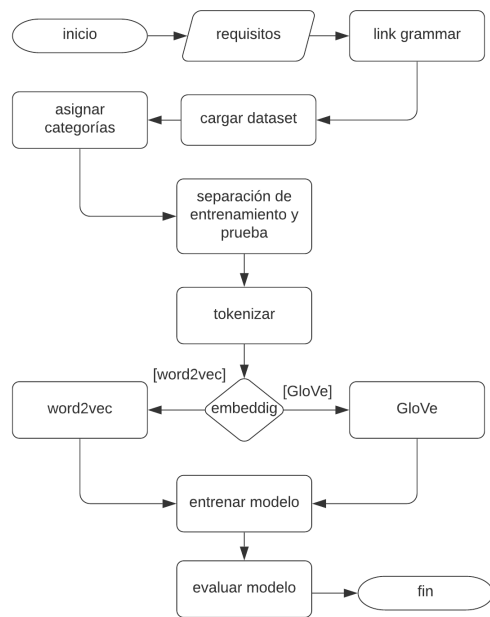 inicio
requisitos
link grammar
asignar
categorías
cargar dataset
separación de
entrenamiento y
prueba
tokenizar
[word2vec]
[GloVe]
word2vec
embeddig
GloVe
entrenar modelo
evaluar modelo
fin